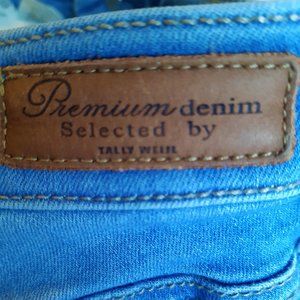 Premium denim
Selected by
TALLY WEIJL